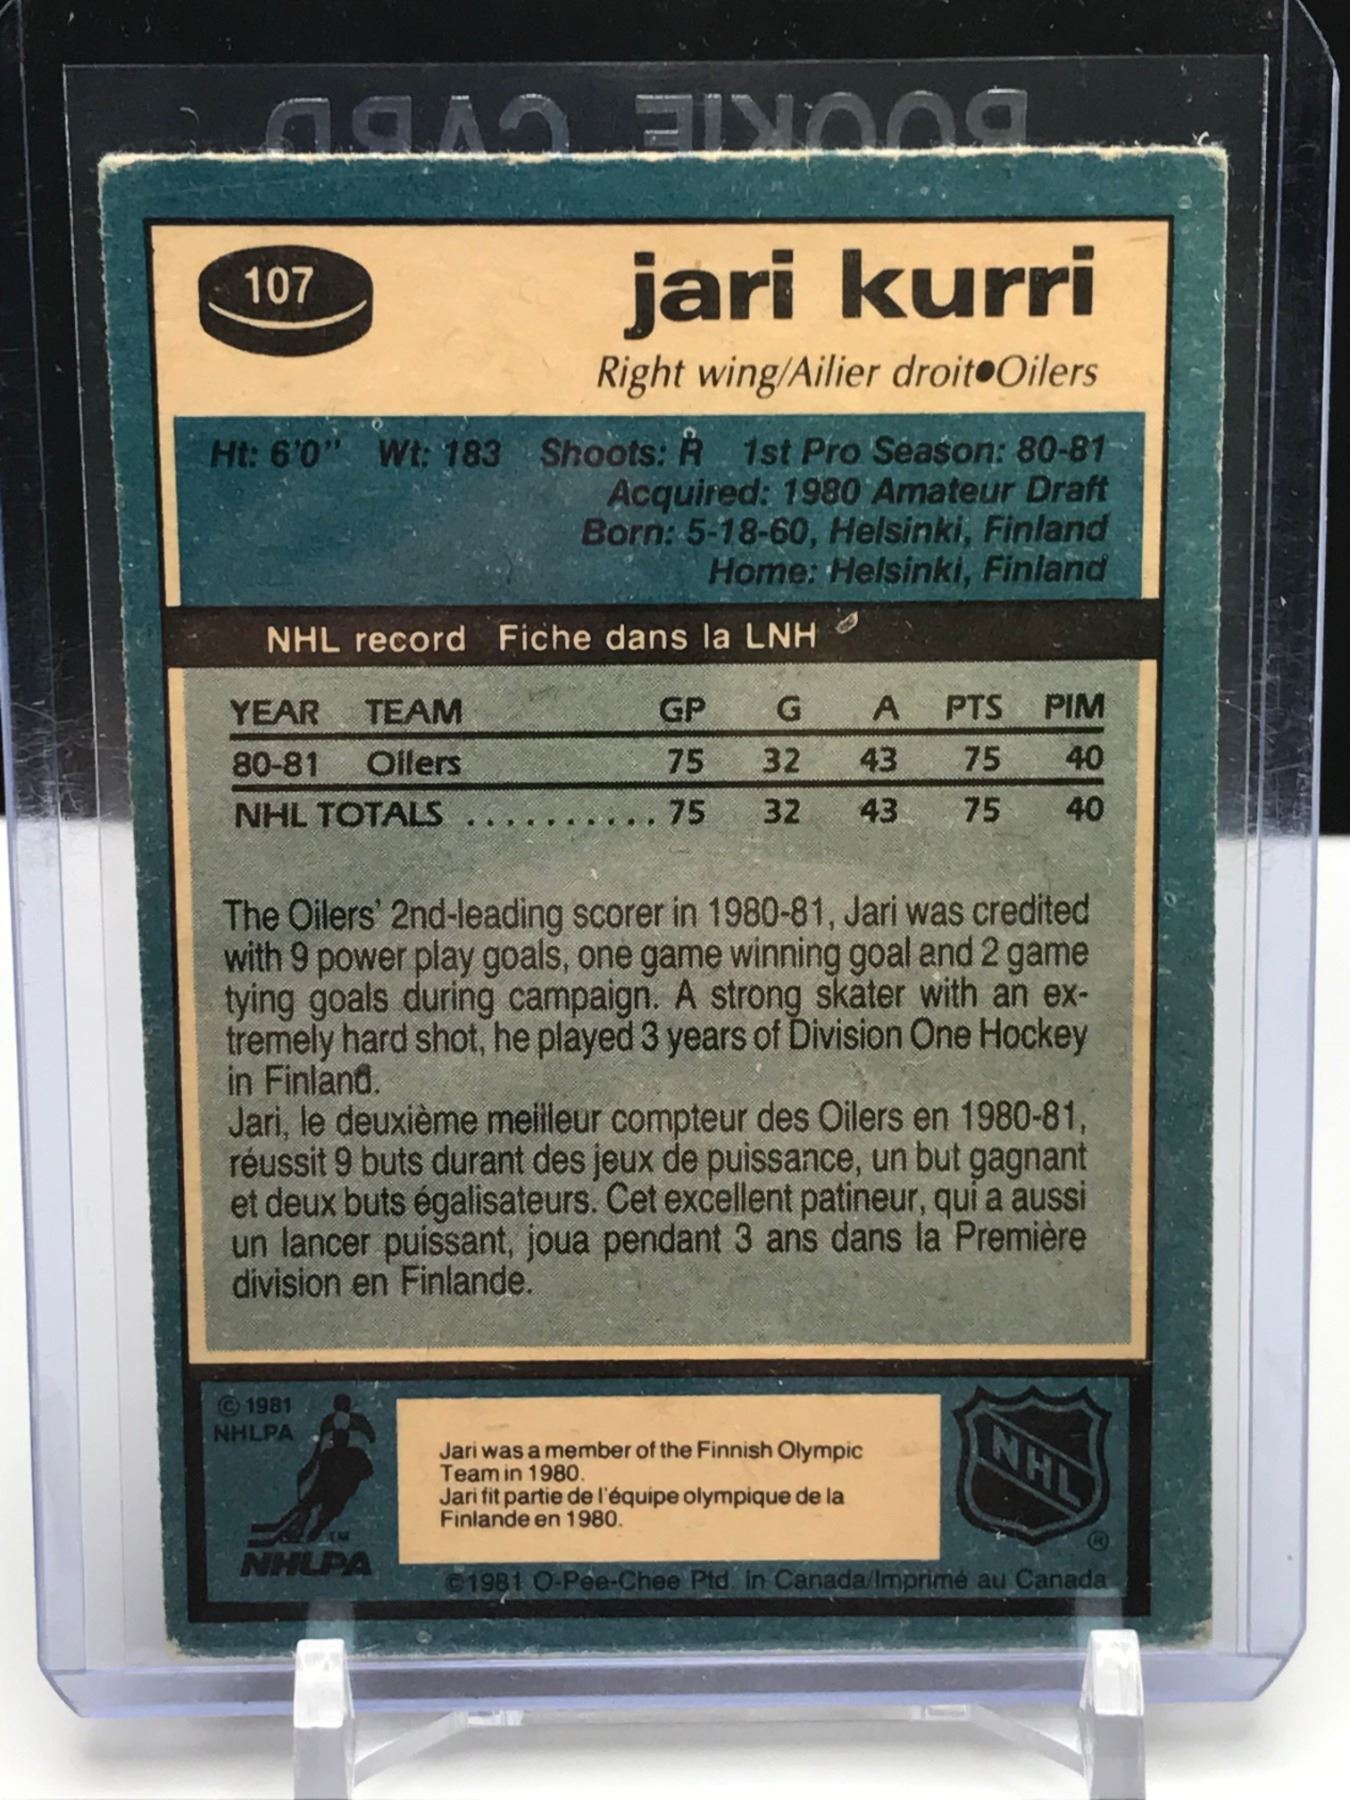 ROOKIE CARD
107
jari kurri
Right wing/Ailier droit●Oilers
Ht: 6'0" Wt: 183 Shoots: R 1st Pro Season: 80-81
Acquired: 1980 Amateur Draft
Born: 5-18-60, Helsinki, Finland
Home: Helsinki, Finland
NHL record Fiche dans la LNH
YEAR TEAM GP G A PTS PIM
80-81 Oilers 75 32 43 75 40
NHL TOTALS .......... 75 32 43 75 40
The Oilers' 2nd-leading scorer in 1980-81, Jari was credited
with 9 power play goals, one game winning goal and 2 game
tying goals during campaign. A strong skater with an ex-
tremely hard shot, he played 3 years of Division One Hockey
in Finland.
Jari, le deuxième meilleur compteur des Oilers en 1980-81,
réussit 9 buts durant des jeux de puissance, un but gagnant
et deux buts égalisateurs. Cet excellent patineur, qui a aussi
un lancer puissant, joua pendant 3 ans dans la Première
division en Finlande.
© 1981
NHLPA
TM
NHLPA
Jari was a member of the Finnish Olympic
Team in 1980.
Jari fit partie de l'équipe olympique de la
Finlande en 1980.
NHL
®
©1981 O-Pee-Chee Ptd. in Canada/Imprimé au Canada